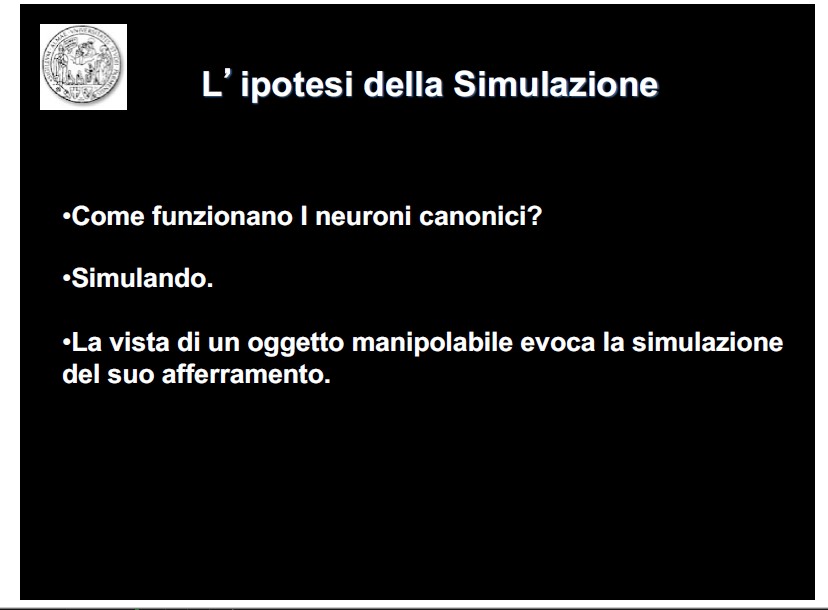 L’ ipotesi della Simulazione
•Come funzionano I neuroni canonici?
•Simulando.
•La vista di un oggetto manipolabile evoca la simulazione
del suo afferramento.